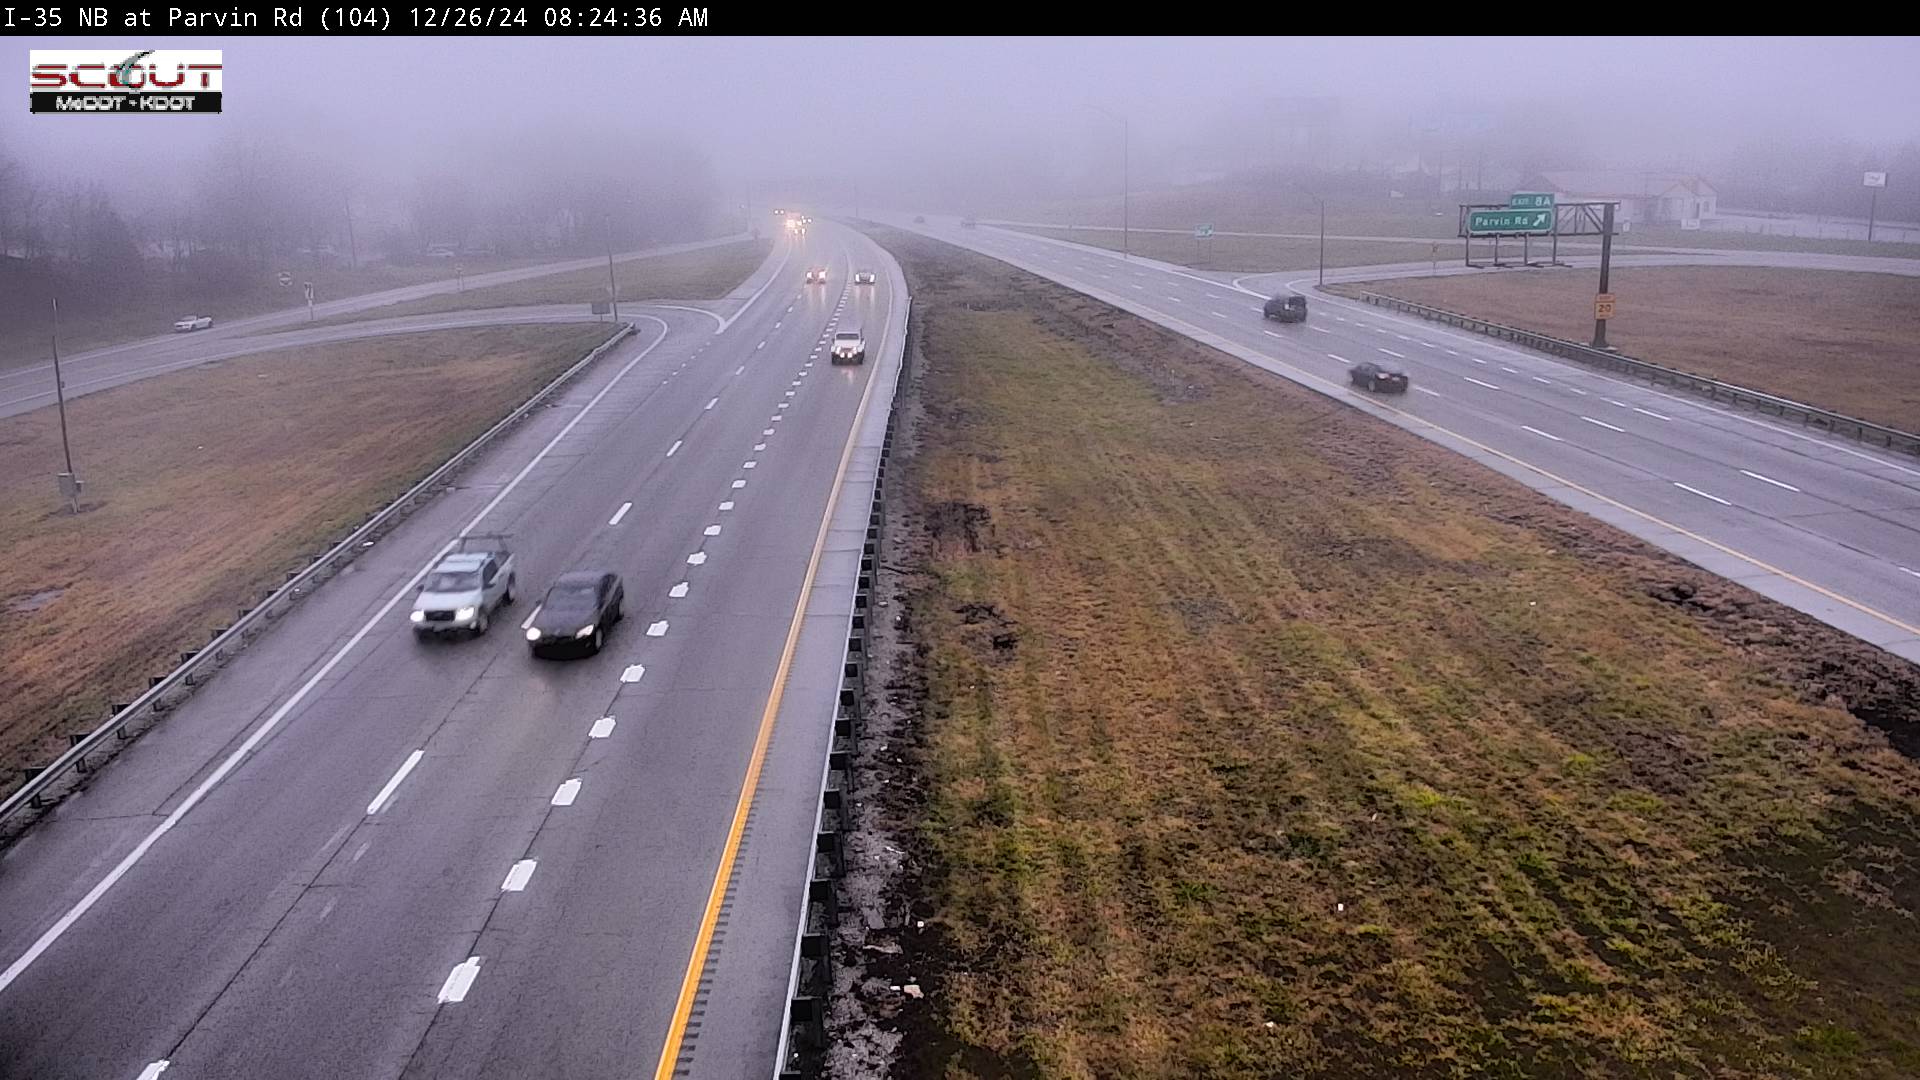 I-35 NB at Parvin Rd (104) 12/26/24 08:24:36 AM
SCOUT
MoDOT - KDOT
EXIT 8A
Parvin Rd
20